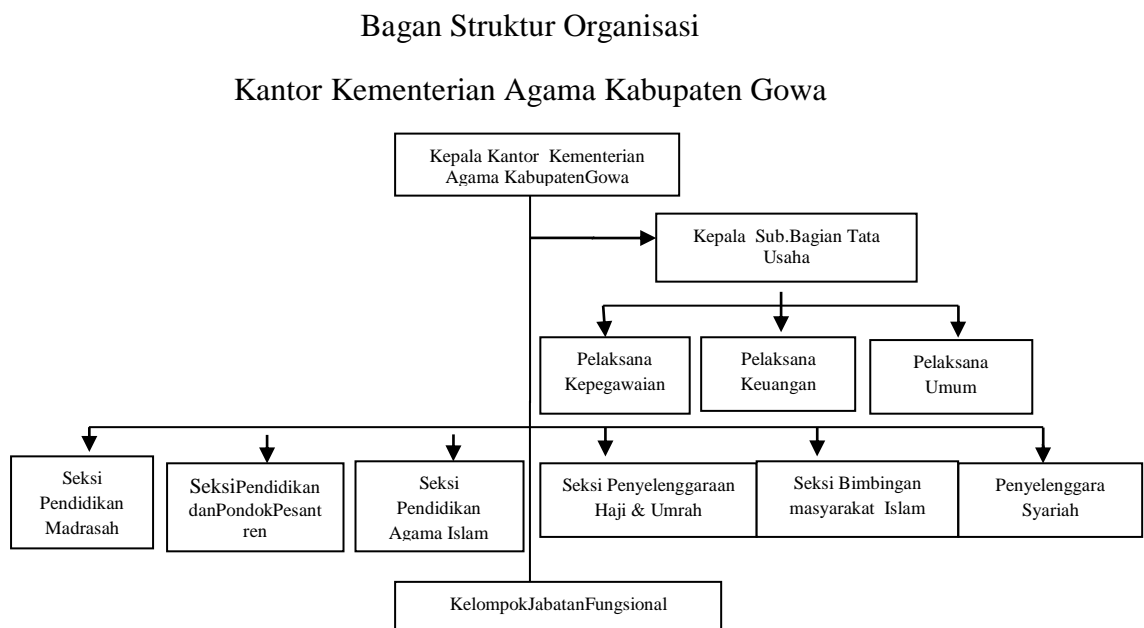 Bagan Struktur Organisasi
Kantor Kementerian Agama Kabupaten Gowa
Kepala Kantor Kementerian
Agama KabupatenGowa
Kepala Sub.Bagian Tata
Usaha
Pelaksana
Kepegawaian
Pelaksana
Keuangan
Pelaksana
Umum
Seksi
Pendidikan
Madrasah
SeksiPendidikan
danPondokPesant
ren
Seksi
Pendidikan
Agama Islam
Seksi Penyelenggaraan
Haji & Umrah
Seksi Bimbingan
masyarakat Islam
Penyelenggara
Syariah
KelompokJabatanFungsional